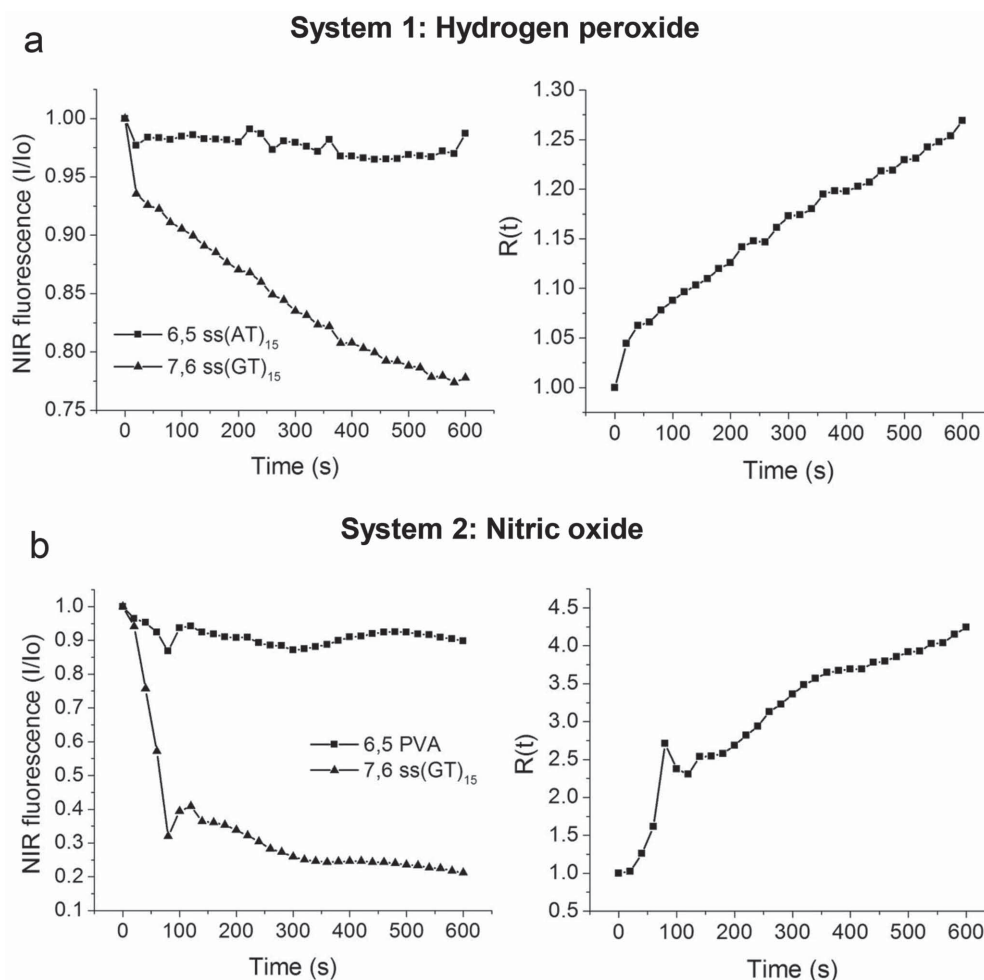 a
System 1: Hydrogen peroxide
NIR fluorescence (I/Io)
1.00
0.95
0.90
0.85
0.80
0.75
6,5 ss(AT)15
7,6 ss(GT)15
0 100 200 300 400 500 600
Time (s)
R(t)
1.30
1.25
1.20
1.15
1.10
1.05
1.00
0 100 200 300 400 500 600
Time (s)
b
System 2: Nitric oxide
NIR fluorescence (I/Io)
1.0
0.9
0.8
0.7
0.6
0.5
0.4
0.3
0.2
0.1
6,5 PVA
7,6 ss(GT)15
0 100 200 300 400 500 600
Time (s)
R(t)
4.5
4.0
3.5
3.0
2.5
2.0
1.5
1.0
0.5
0 100 200 300 400 500 600
Time (s)